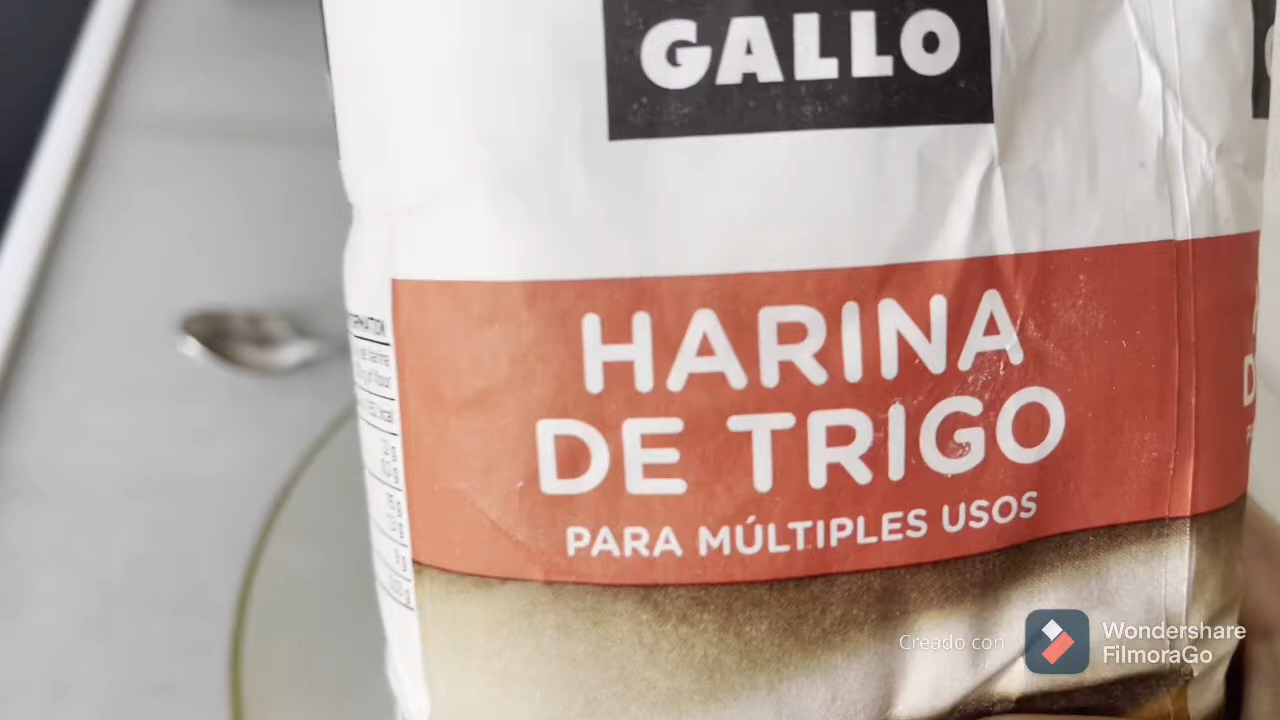 GALLO
HARINA
DE TRIGO
PARA MÚLTIPLES USOS
Creado con
Wondershare
FilmoraGo